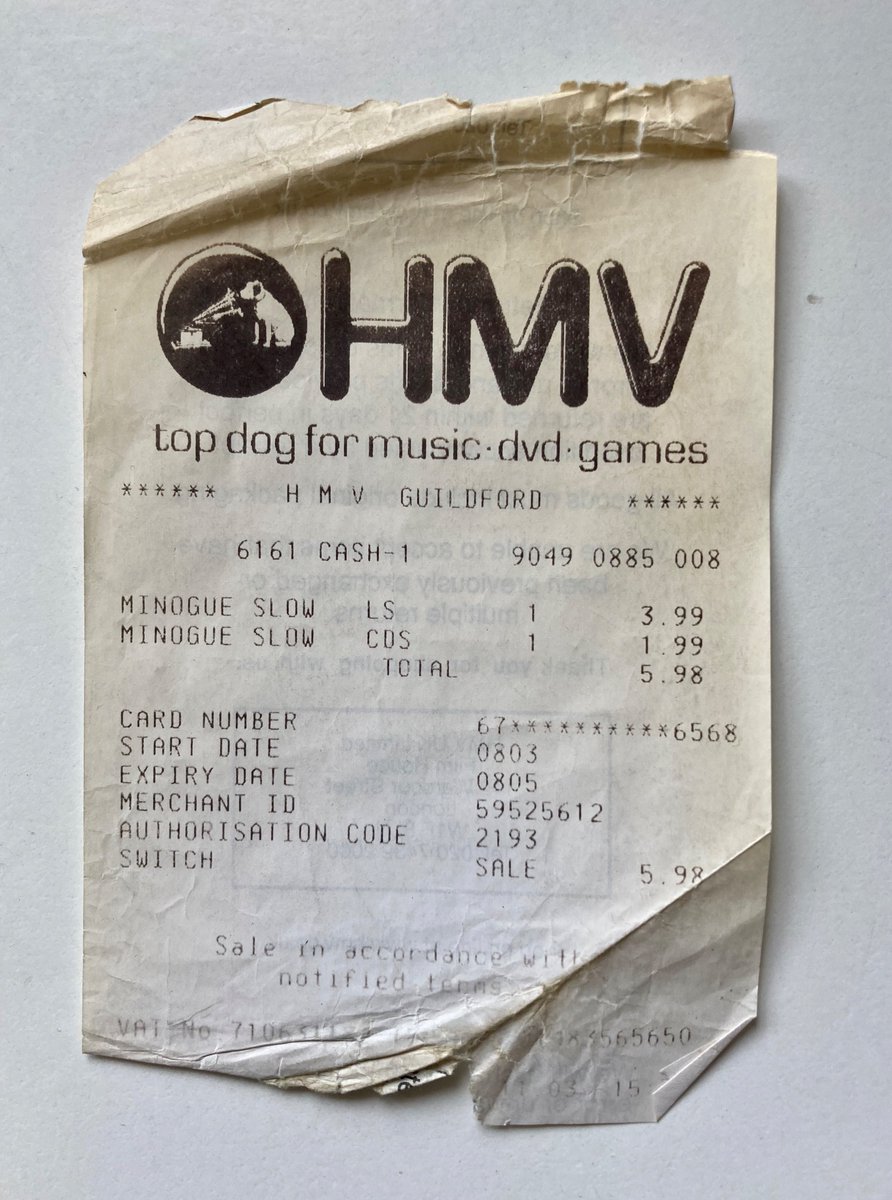 HMV
top dog for music·dvd·games
****** H M V GUILDFORD ******
6161 CASH-1 9049 0885 008
MINOGUE SLOW LS 1 3.99
MINOGUE SLOW CDS 1 1.99
TOTAL 5.98
CARD NUMBER 67***********6568
START DATE 0803
EXPIRY DATE 0805
MERCHANT ID 59525612
AUTHORISATION CODE 2193
SWITCH SALE 5.98
Sale in accordance with
notified terms
VAT No